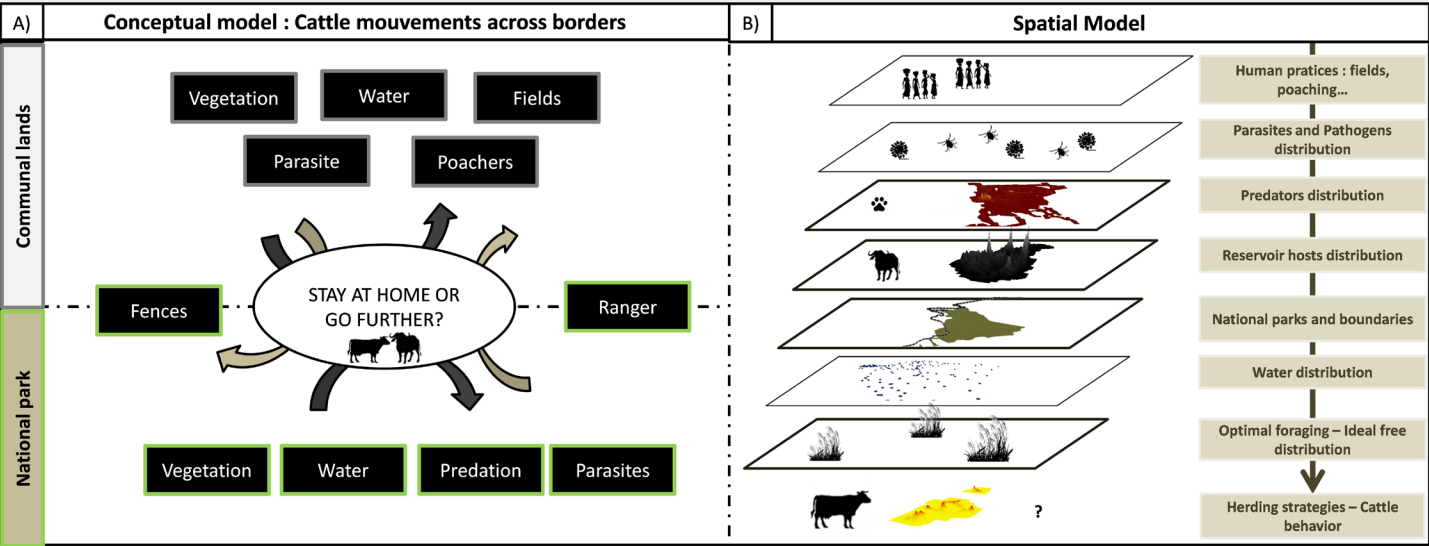 A)
Conceptual model : Cattle mouvements across borders
Communal lands
Vegetation
Water
Fields
Parasite
Poachers
Fences
STAY AT HOME OR
GO FURTHER?
Ranger
National park
Vegetation
Water
Predation
Parasites
B)
Spatial Model
Human pratices : fields,
poaching...
Parasites and Pathogens
distribution
Predators distribution
Reservoir hosts distribution
National parks and boundaries
Water distribution
Optimal foraging – Ideal free
distribution
?
Herding strategies – Cattle
behavior